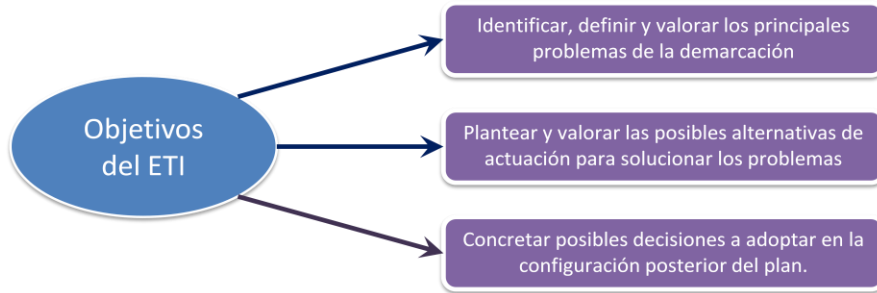 Objetivos
del ETI
Identificar, definir y valorar los principales
problemas de la demarcación
Plantear y valorar las posibles alternativas de
actuación para solucionar los problemas
Concretar posibles decisiones a adoptar en la
configuración posterior del plan.